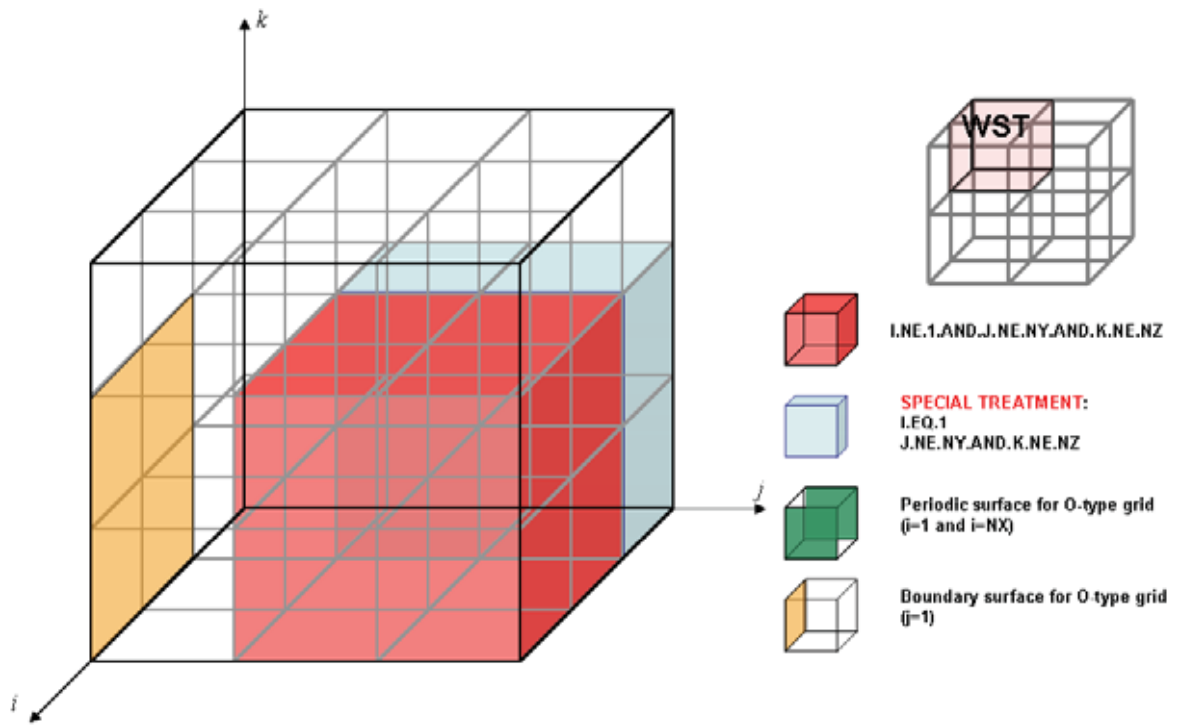 k
WST
I.NE.1.AND.J.NE.NY.AND.K.NE.NZ
SPECIAL TREATMENT:
I.EQ.1
J.NE.NY.AND.K.NE.NZ
j
Periodic surface for O-type grid
(i=1 and i=NX)
Boundary surface for O-type grid
(j=1)
i